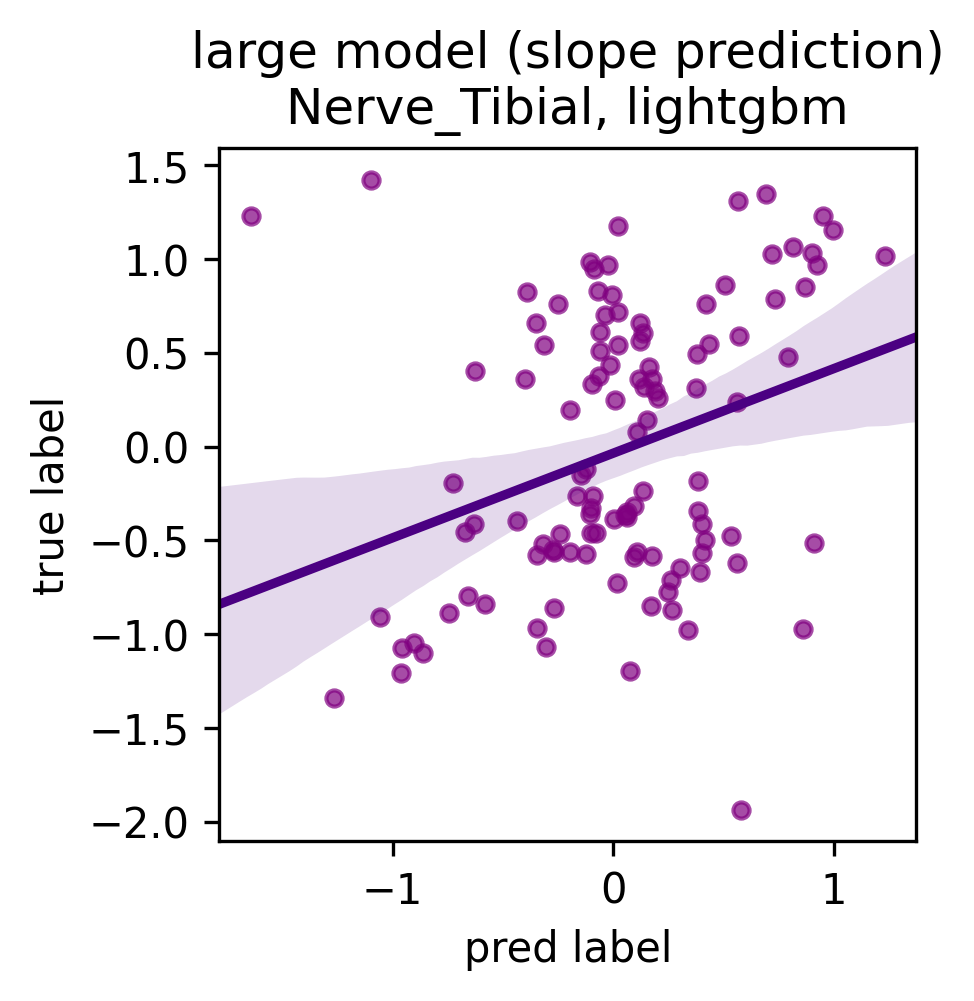 large model (slope prediction)
Nerve_Tibial, lightgbm
1.5
1.0
0.5
0.0
−0.5
−1.0
−1.5
−2.0
true label
−1
0
1
pred label